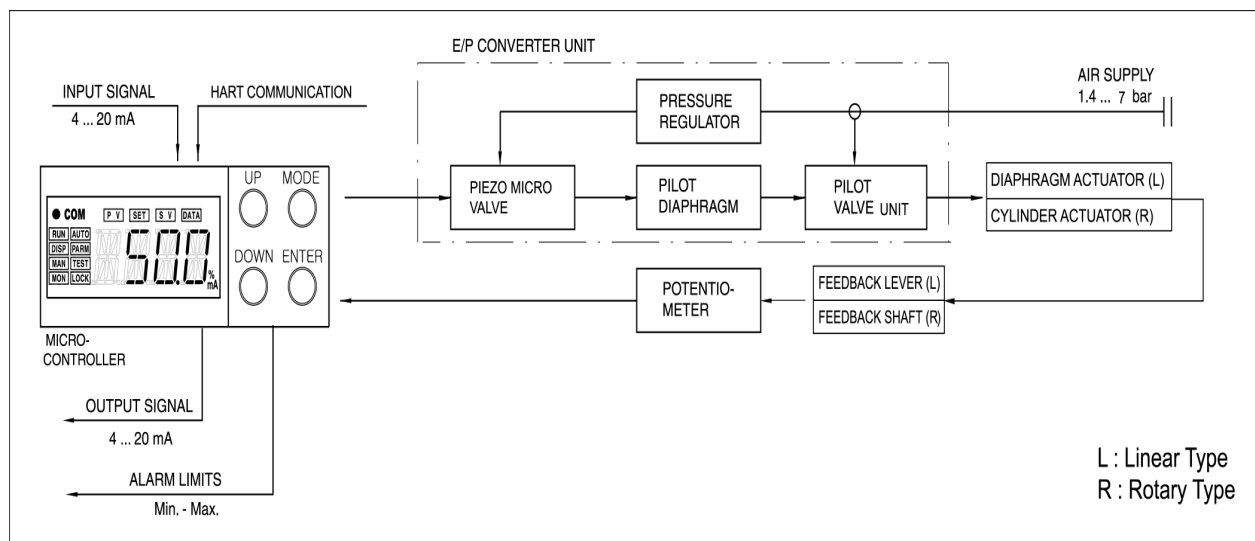 E/P CONVERTER UNIT
INPUT SIGNAL
4 ... 20 mA
HART COMMUNICATION
PRESSURE
REGULATOR
AIR SUPPLY
1.4 ... 7 bar
UP MODE
COM
P V SET S V DATA
RUN AUTO
DISP PARM
MAN TEST
MON LOCK
50.0
%
mA
DOWN ENTER
PIEZO MICRO
VALVE
PILOT
DIAPHRAGM
PILOT
VALVE UNIT
DIAPHRAGM ACTUATOR (L)
CYLINDER ACTUATOR (R)
POTENTIO-
METER
FEEDBACK LEVER (L)
FEEDBACK SHAFT (R)
MICRO-
CONTROLLER
OUTPUT SIGNAL
4 ... 20 mA
ALARM LIMITS
Min. - Max.
L : Linear Type
R : Rotary Type